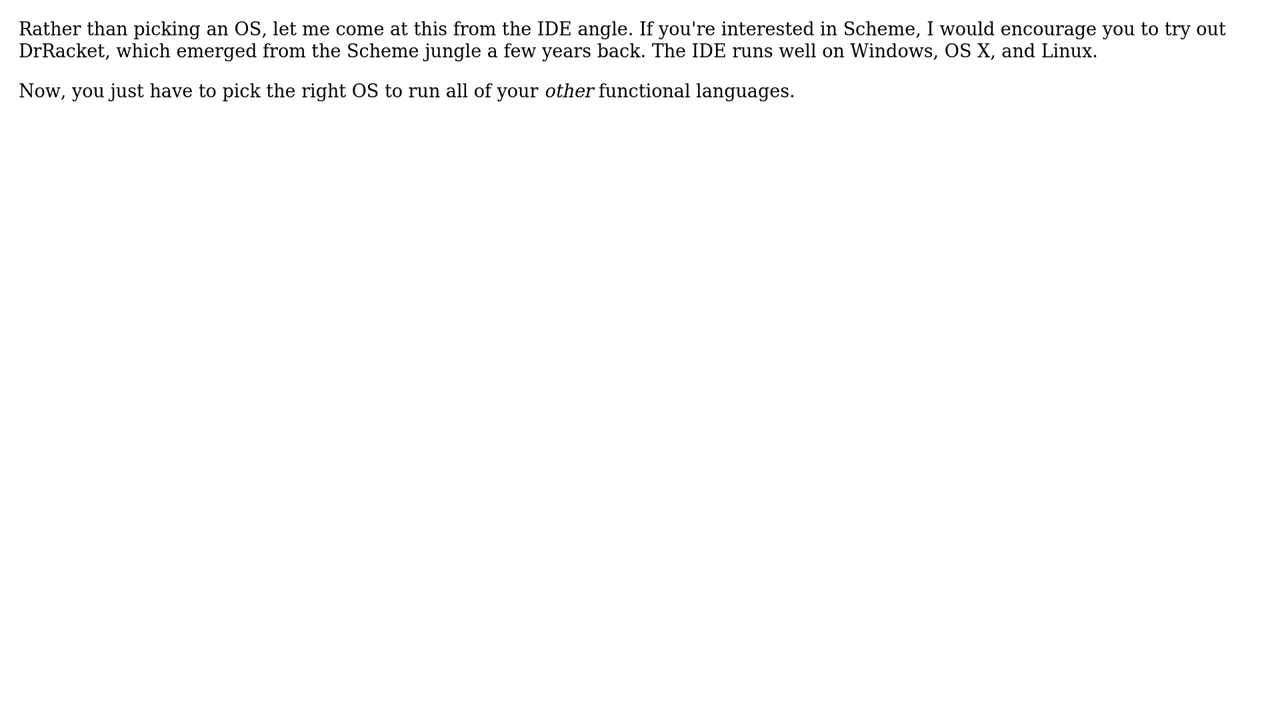 Rather than picking an OS, let me come at this from the IDE angle. If you're interested in Scheme, I would encourage you to try out
DrRacket, which emerged from the Scheme jungle a few years back. The IDE runs well on Windows, OS X, and Linux.
Now, you just have to pick the right OS to run all of your other functional languages.